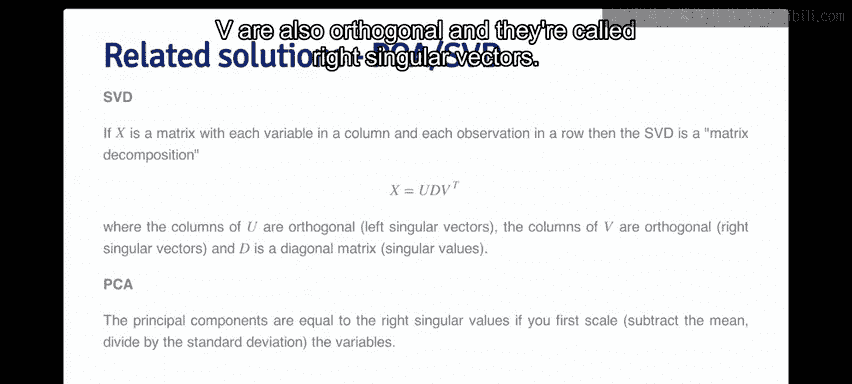 V are also orthogonal and they're called
right singular vectors.
Related solutions - PCA/SVD
SVD
If X is a matrix with each variable in a column and each observation in a row then the SVD is a "matrix
decomposition"
X = UDVᵀ
where the columns of U are orthogonal (left singular vectors), the columns of V are orthogonal (right
singular vectors) and D is a diagonal matrix (singular values).
PCA
The principal components are equal to the right singular values if you first scale (subtract the mean,
divide by the standard deviation) the variables.